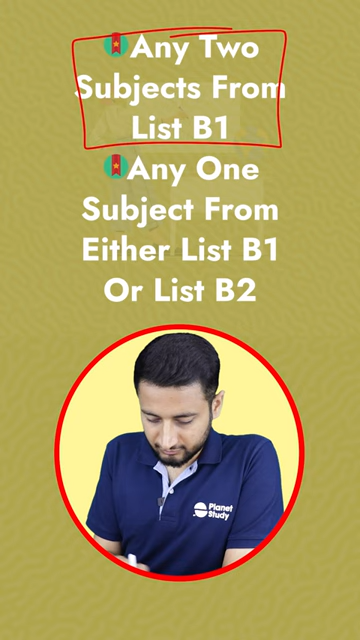 Any Two
Subjects From
List B1
Any One
Subject From
Either List B1
Or List B2
Planet
Study